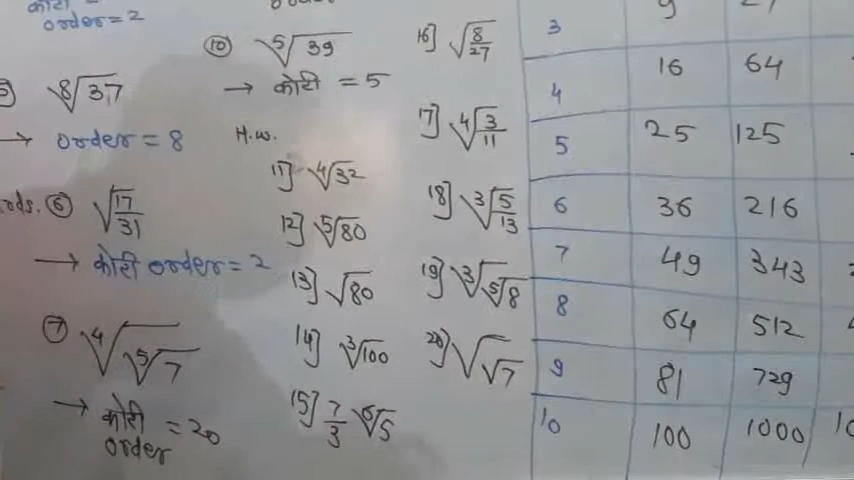 order = 2
⁸√37
→ order = 8
⑥ √(17/31)
→ कोटी order = 2
⑦ ⁴√(⁵√7)
→ कोटी order = 20
⑩ ⁵√39
→ कोटी = 5
H.W.
11] ⁴√32
12] ⁵√80
13] √80
14] ³√100
15] 7/3 ⁶√5
16] √(8/27)
17] ⁴√(3/11)
18] ³√(5/13)
19] ³√(⁵√8)
20] √(√7)
3 9 27
4 16 64
5 25 125
6 36 216
7 49 343
8 64 512
9 81 729
10 100 1000